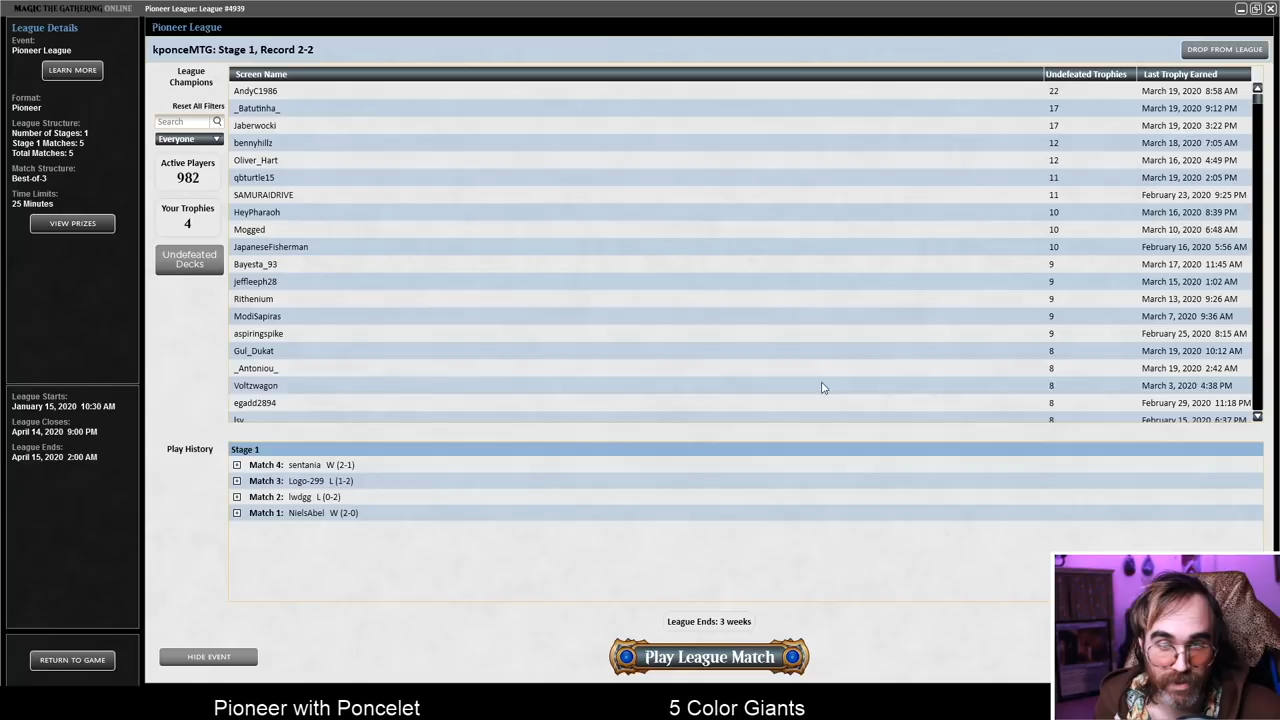 MAGIC THE GATHERING ONLINE
Pioneer League: League #4939
League Details
Event:
Pioneer League
LEARN MORE
Format:
Pioneer
League Structure:
Number of Stages: 1
Stage 1 Matches: 5
Total Matches: 5
Match Structure:
Best-of-3
Time Limits:
25 Minutes
VIEW PRIZES
League Starts:
January 15, 2020 10:30 AM
League Closes:
April 14, 2020 9:00 PM
League Ends:
April 15, 2020 2:00 AM
RETURN TO GAME
Pioneer League
kponceMTG: Stage 1, Record 2-2
DROP FROM LEAGUE
League
Champions
Reset All Filters
Search
Everyone
Active Players
982
Your Trophies
4
Undefeated
Decks
Screen Name Undefeated Trophies Last Trophy Earned
AndyC1986 22 March 19, 2020 8:58 AM
_Batutinha_ 17 March 19, 2020 9:12 PM
Jaberwocki 17 March 19, 2020 3:22 PM
bennyhillz 12 March 18, 2020 7:05 AM
Oliver_Hart 12 March 16, 2020 4:49 PM
qbturtle15 11 March 19, 2020 2:05 PM
SAMURAIDRIVE 11 February 23, 2020 9:25 PM
HeyPharaoh 10 March 16, 2020 8:39 PM
Mogged 10 March 10, 2020 6:48 AM
JapaneseFisherman 10 February 16, 2020 5:56 AM
Bayesta_93 9 March 17, 2020 11:45 AM
jeffleeph28 9 March 15, 2020 1:02 AM
Rithenium 9 March 13, 2020 9:26 AM
ModiSapiras 9 March 7, 2020 9:36 AM
aspiringspike 9 February 25, 2020 8:15 AM
Gul_Dukat 8 March 19, 2020 10:12 AM
_Antoniou_ 8 March 19, 2020 2:42 AM
Voltzwagon 8 March 3, 2020 4:38 PM
egadd2894 8 February 29, 2020 11:18 PM
lsv 8 February 15, 2020 6:37 PM
Play History
Stage 1
Match 4: sentania W (2-1)
Match 3: Logo-299 L (1-2)
Match 2: lwdgg L (0-2)
Match 1: NielsAbel W (2-0)
League Ends: 3 weeks
HIDE EVENT
Play League Match
Pioneer with Poncelet
5 Color Giants